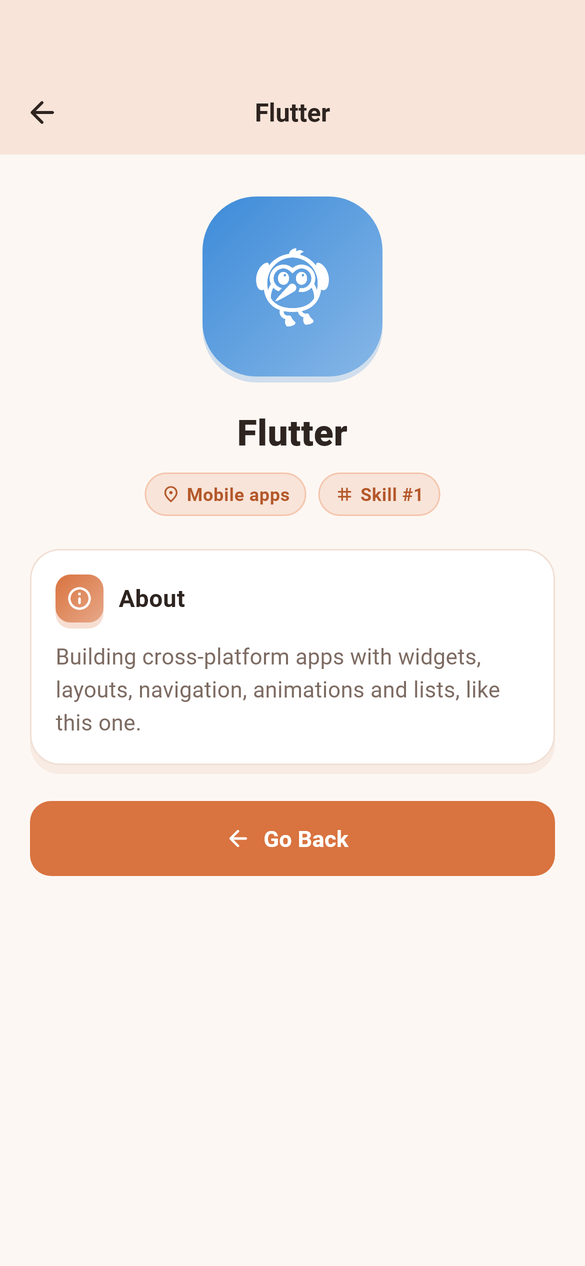 Flutter
Flutter
Mobile apps
Skill #1
About
Building cross-platform apps with widgets,
layouts, navigation, animations and lists, like
this one.
Go Back